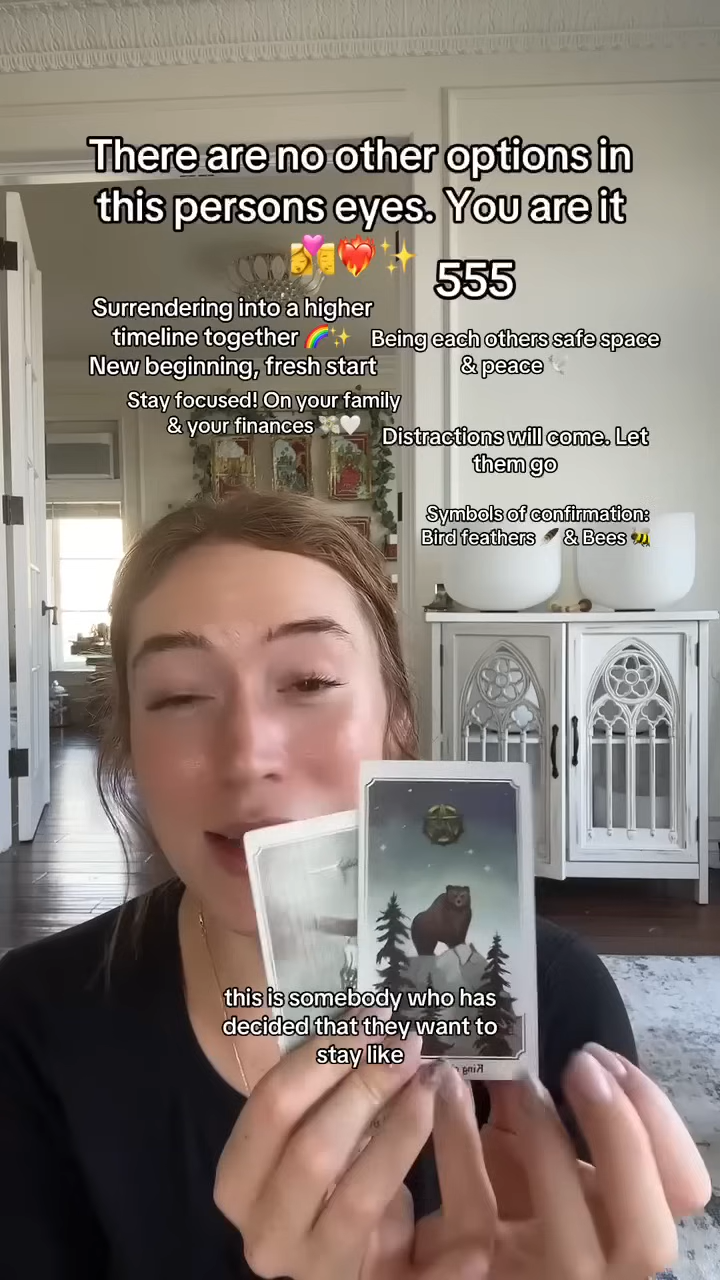 There are no other options in
this persons eyes. You are it
👩‍❤️‍👨❤️‍🔥✨
555
Surrendering into a higher
timeline together 🌈✨
New beginning, fresh start
Being each others safe space
& peace 🕊️
Stay focused! On your family
& your finances 💸🤍
Distractions will come. Let
them go
Symbols of confirmation:
Bird feathers 🪶 & Bees 🐝
this is somebody who has
decided that they want to
stay like
King